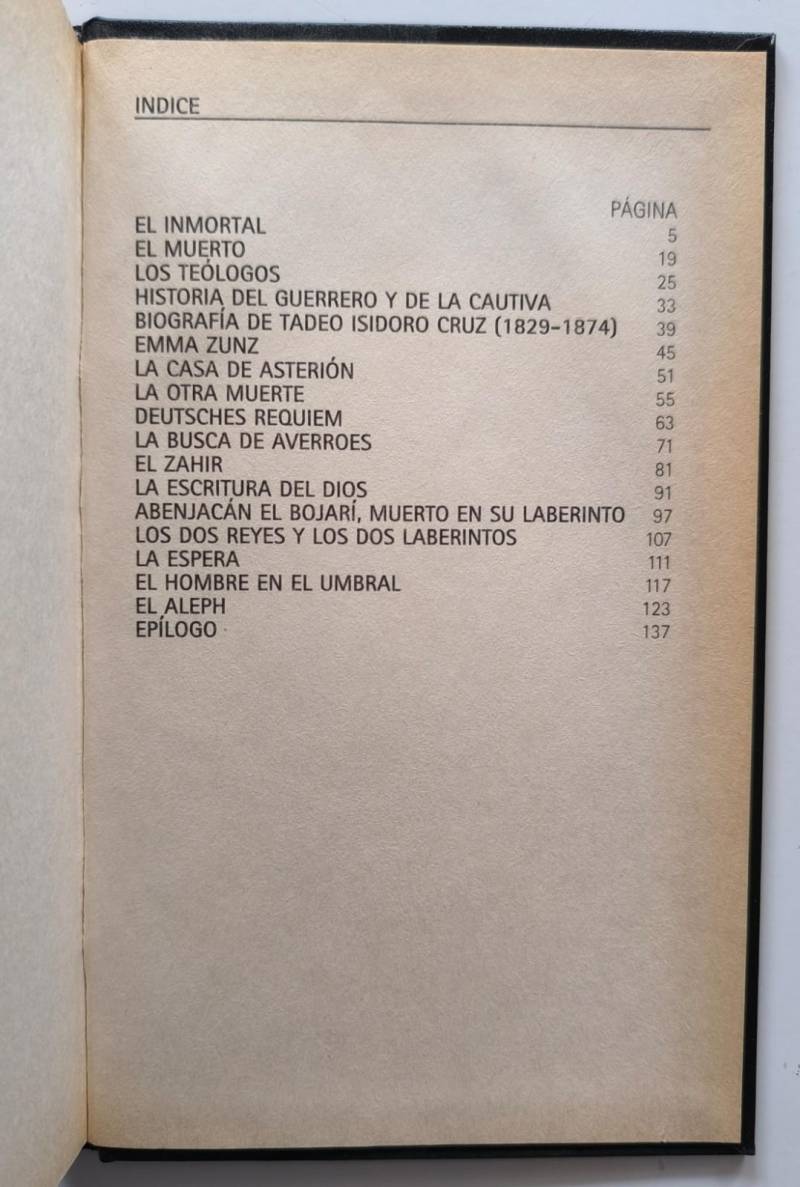 INDICE
PÁGINA
EL INMORTAL 5
EL MUERTO 19
LOS TEÓLOGOS 25
HISTORIA DEL GUERRERO Y DE LA CAUTIVA 33
BIOGRAFÍA DE TADEO ISIDORO CRUZ (1829-1874) 39
EMMA ZUNZ 45
LA CASA DE ASTERIÓN 51
LA OTRA MUERTE 55
DEUTSCHES REQUIEM 63
LA BUSCA DE AVERROES 71
EL ZAHIR 81
LA ESCRITURA DEL DIOS 91
ABENJACÁN EL BOJARÍ, MUERTO EN SU LABERINTO 97
LOS DOS REYES Y LOS DOS LABERINTOS 107
LA ESPERA 111
EL HOMBRE EN EL UMBRAL 117
EL ALEPH 123
EPÍLOGO 137